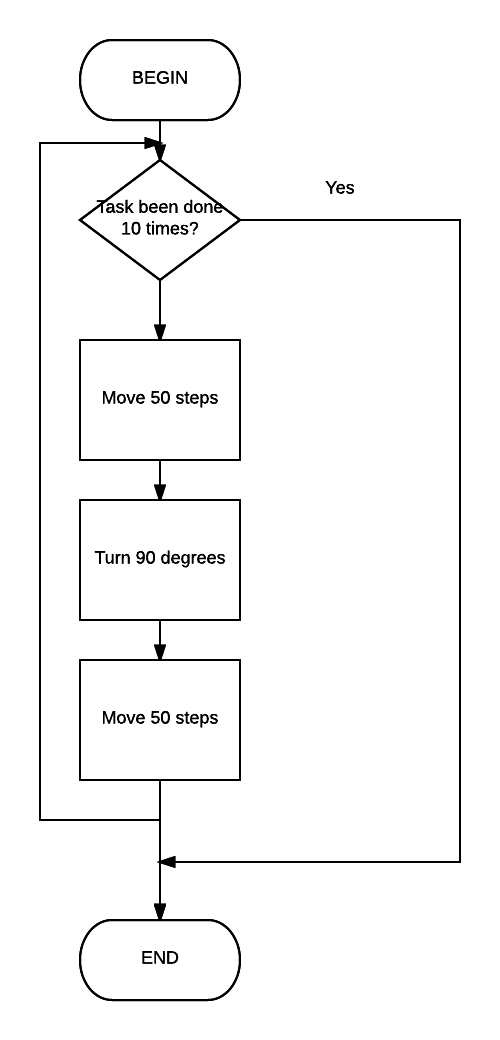 BEGIN
Yes
Task been done
10 times?
Move 50 steps
Turn 90 degrees
Move 50 steps
END